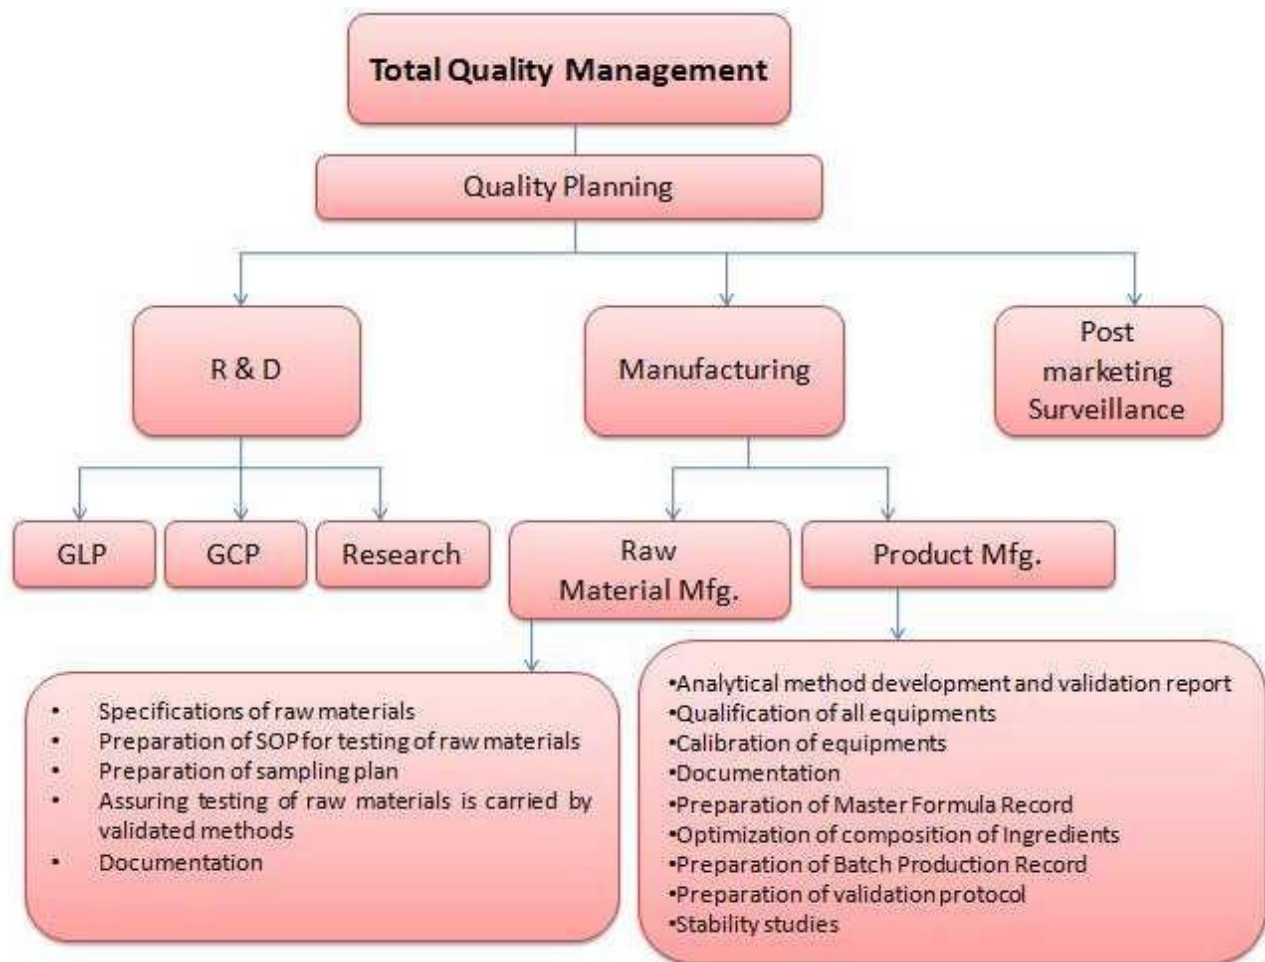 Total Quality Management
Quality Planning
R & D
Manufacturing
Post
marketing
Surveillance
GLP
GCP
Research
Raw
Material Mfg.
Product Mfg.
• Specifications of raw materials
• Preparation of SOP for testing of raw materials
• Preparation of sampling plan
• Assuring testing of raw materials is carried by
validated methods
• Documentation
•Analytical method development and validation report
•Qualification of all equipments
•Calibration of equipments
•Documentation
•Preparation of Master Formula Record
•Optimization of composition of Ingredients
•Preparation of Batch Production Record
•Preparation of validation protocol
•Stability studies